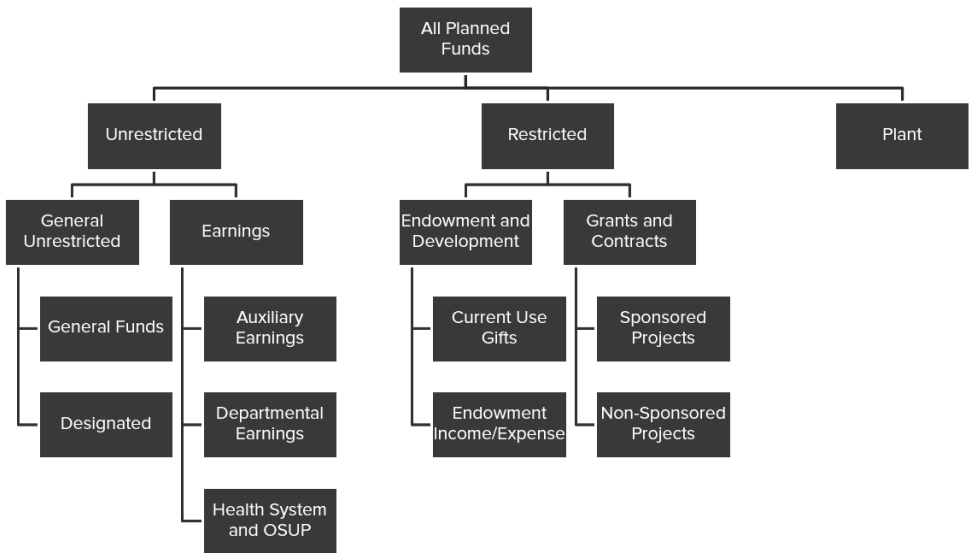 All Planned
Funds
Unrestricted
Restricted
Plant
General
Unrestricted
Earnings
Endowment and
Development
Grants and
Contracts
General Funds
Auxiliary
Earnings
Current Use
Gifts
Sponsored
Projects
Designated
Departmental
Earnings
Endowment
Income/Expense
Non-Sponsored
Projects
Health System
and OSUP